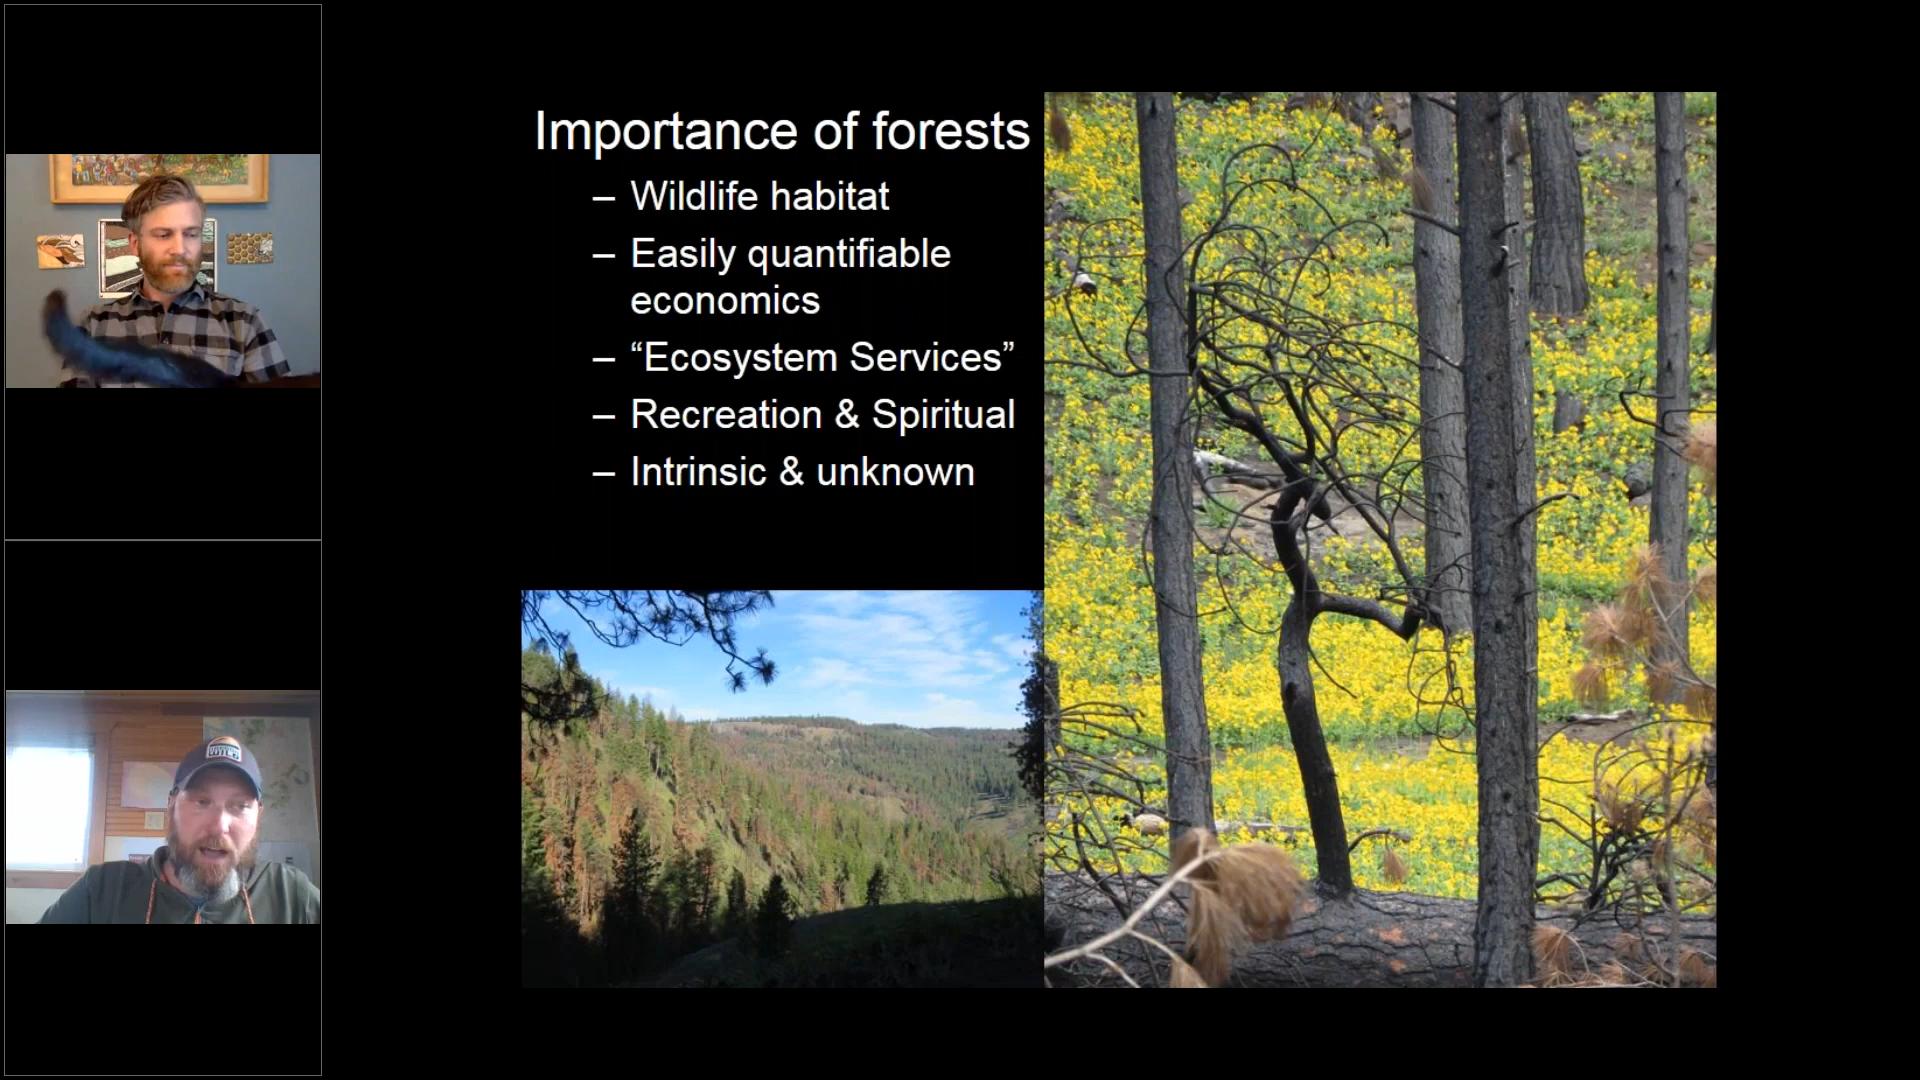 Importance of forests
– Wildlife habitat
– Easily quantifiable
economics
– “Ecosystem Services”
– Recreation & Spiritual
– Intrinsic & unknown